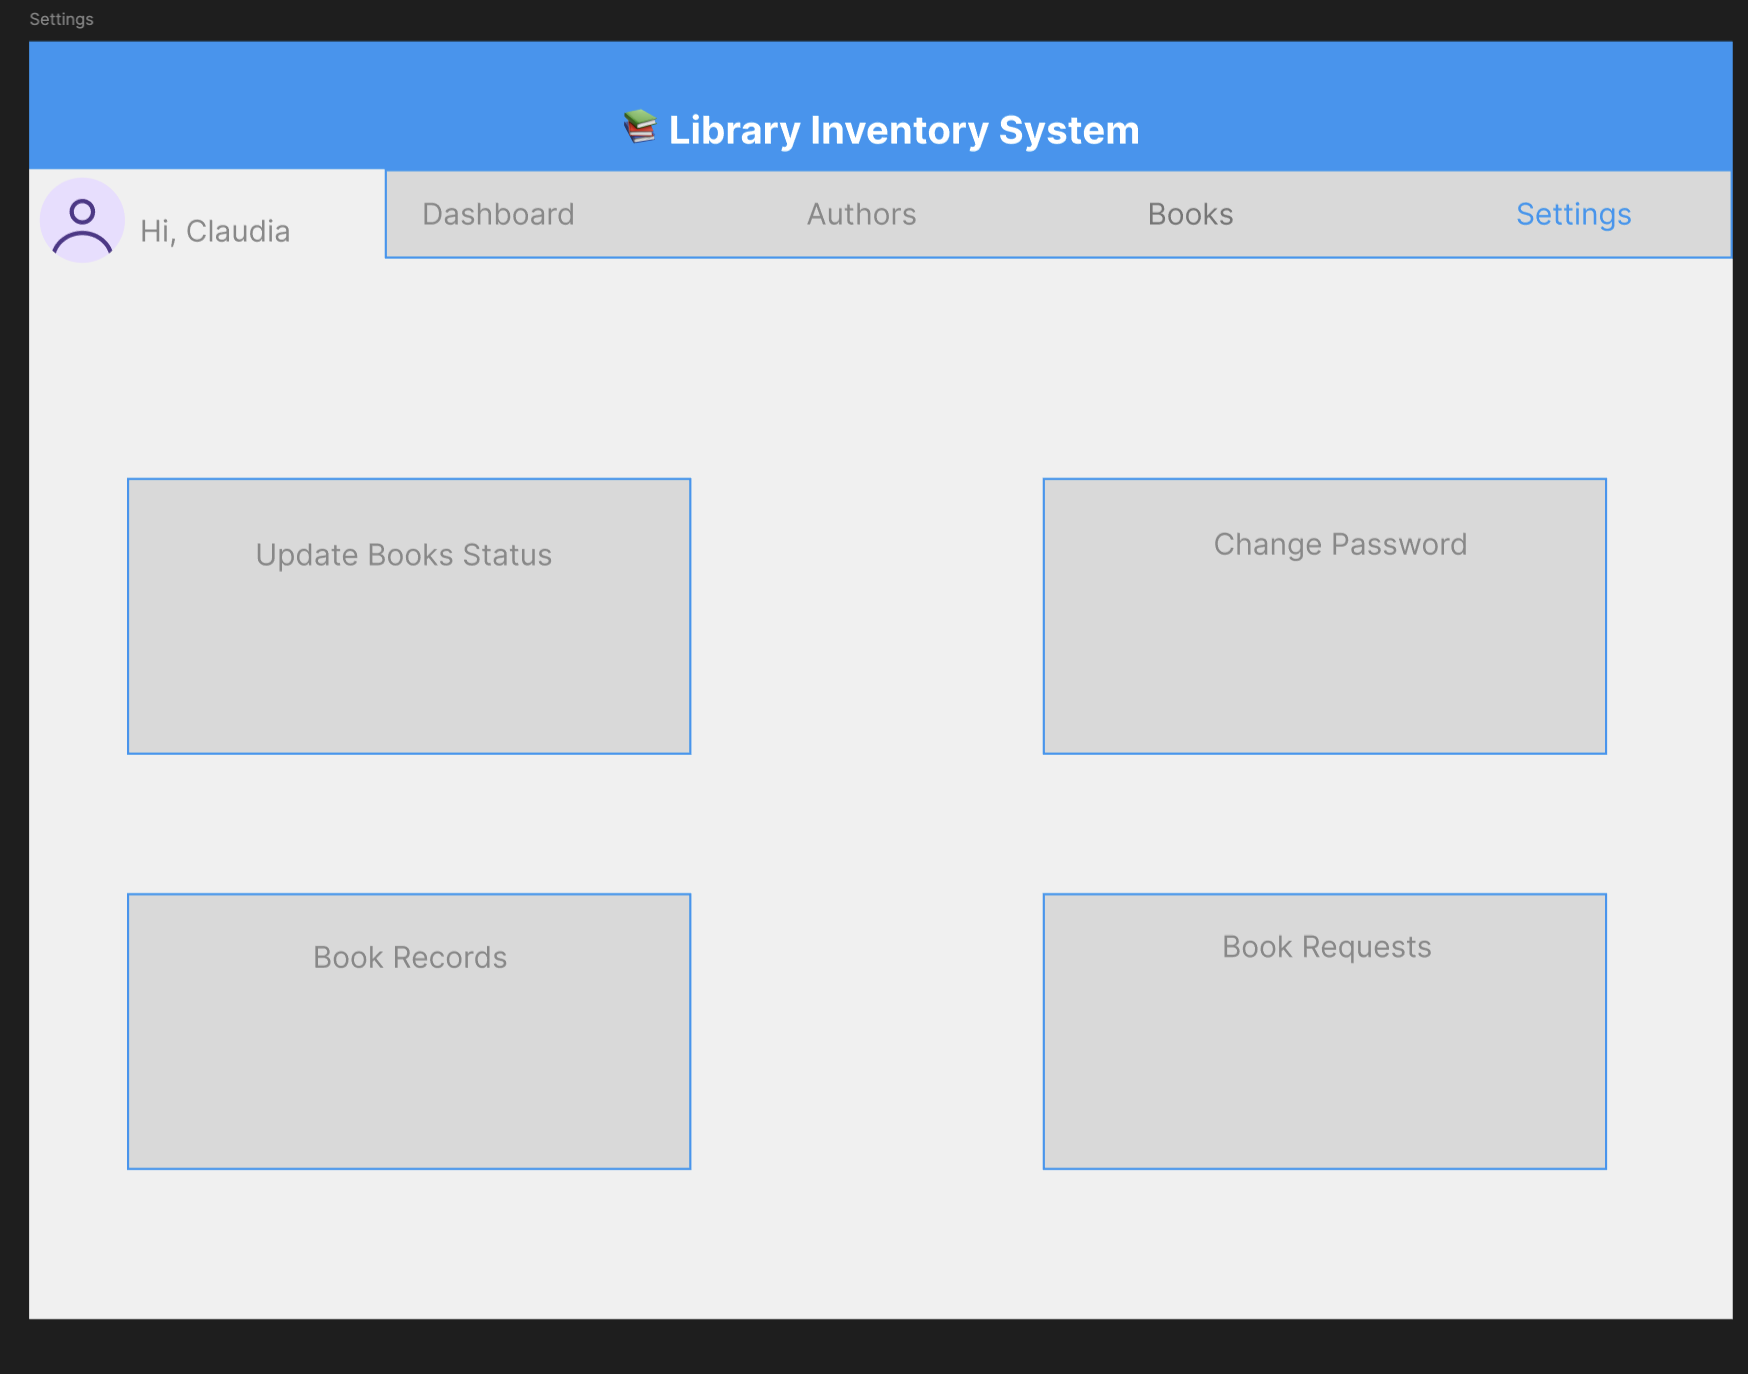 Settings
📚 Library Inventory System
Hi, Claudia
Dashboard
Authors
Books
Settings
Update Books Status
Change Password
Book Records
Book Requests